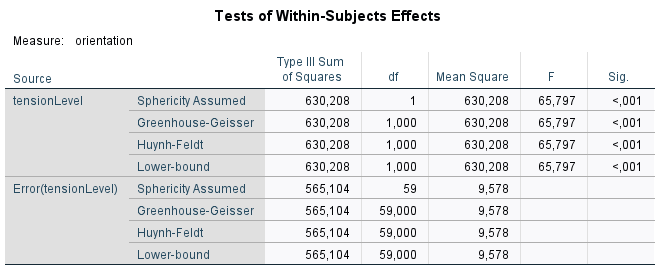 Tests of Within-Subjects Effects
Measure: orientation
Source Type III Sum of Squares df Mean Square F Sig.
tensionLevel Sphericity Assumed 630,208 1 630,208 65,797 <,001
Greenhouse-Geisser 630,208 1,000 630,208 65,797 <,001
Huynh-Feldt 630,208 1,000 630,208 65,797 <,001
Lower-bound 630,208 1,000 630,208 65,797 <,001
Error(tensionLevel) Sphericity Assumed 565,104 59 9,578
Greenhouse-Geisser 565,104 59,000 9,578
Huynh-Feldt 565,104 59,000 9,578
Lower-bound 565,104 59,000 9,578